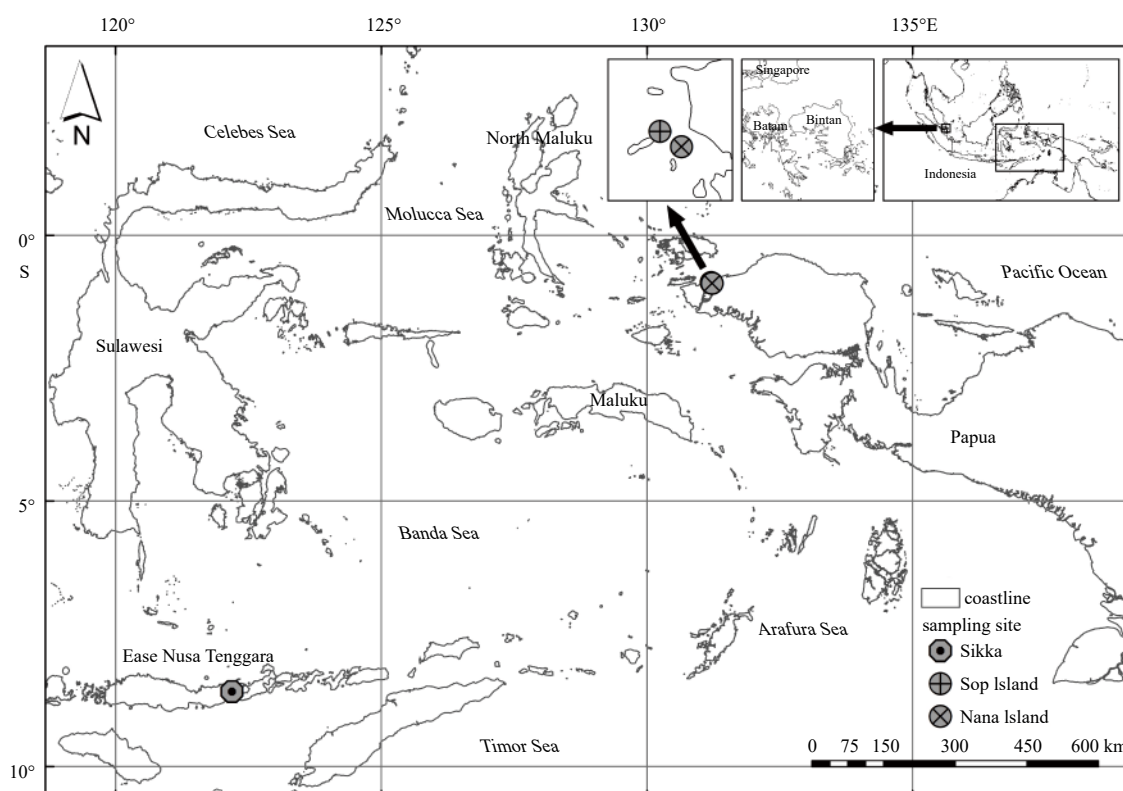 120°
125°
130°
135°E
N
Celebes Sea
North Maluku
Singapore
Batam
Bintan
Indonesia
Molucca Sea
0°
S
Pacific Ocean
Sulawesi
Maluku
Papua
5°
Banda Sea
coastline
sampling site
Arafura Sea
Ease Nusa Tenggara
Sikka
Sop lsland
Nana lsland
Timor Sea
0 75 150 300 450 600 km
10°